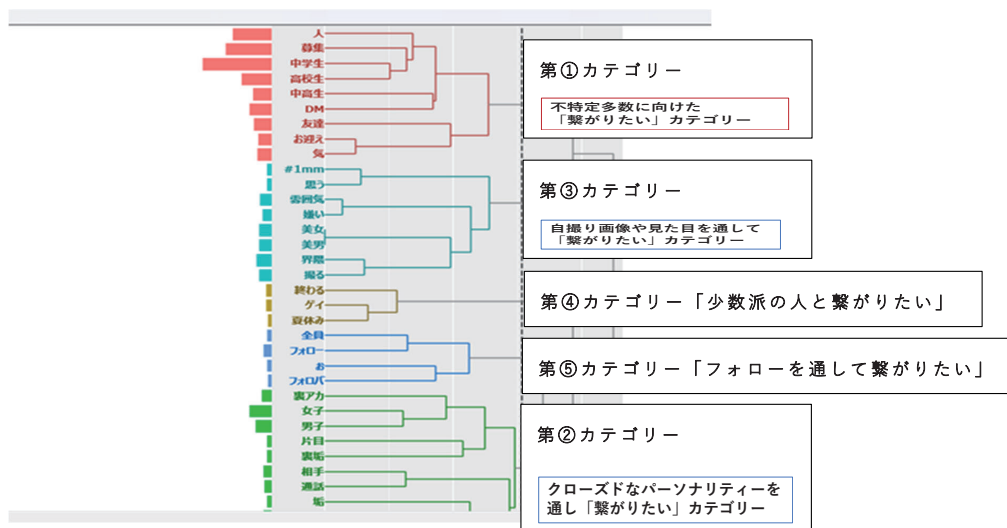 人
募集
中学生
高校生
中高生
DM
友達
お迎え
気
#1mm
思う
雰囲気
嫌い
美女
美男
界隈
撮る
終わる
ゲイ
夏休み
全員
フォロー
お
フォロバ
裏アカ
女子
男子
片目
裏垢
相手
通話
垢
第①カテゴリー
不特定多数に向けた
「繋がりたい」カテゴリー
第③カテゴリー
自撮り画像や見た目を通して
「繋がりたい」カテゴリー
第④カテゴリー「少数派の人と繋がりたい」
第⑤カテゴリー「フォローを通して繋がりたい」
第②カテゴリー
クローズドなパーソナリティーを
通し「繋がりたい」カテゴリー